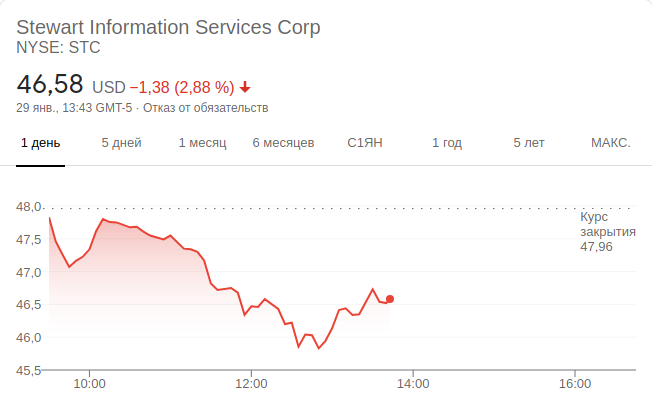 Stewart Information Services Corp
NYSE: STC
46,58 USD −1,38 (2,88 %)
29 янв., 13:43 GMT-5 · Отказ от обязательств
1 день 5 дней 1 месяц 6 месяцев С1ЯН 1 год 5 лет МАКС.
48,0
Курс
закрытия
47,96
47,5
47,0
46,5
46,0
45,5
10:00 12:00 14:00 16:00